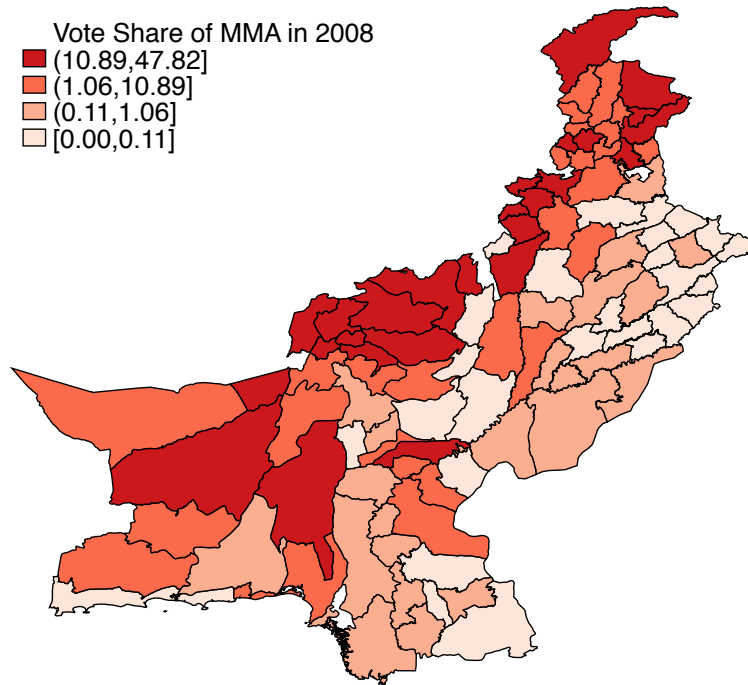 Vote Share of MMA in 2008
(10.89,47.82]
(1.06,10.89]
(0.11,1.06]
[0.00,0.11]